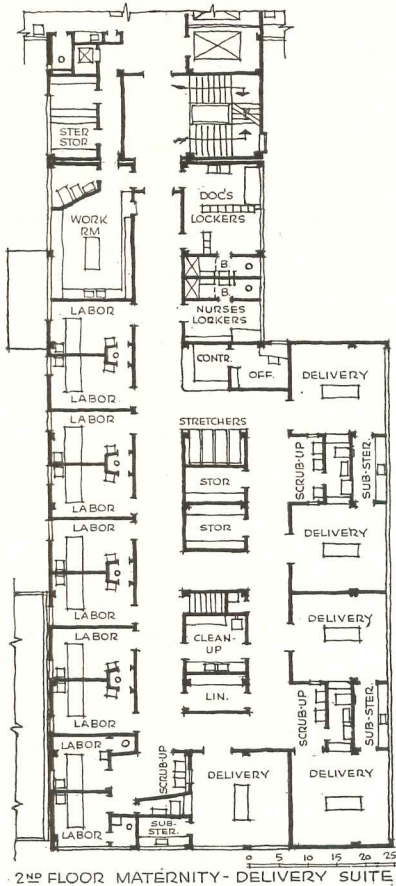 STER
STOR
DOC'S
LOCKERS
WORK
RM
B.
B.
LABOR
NURSES
LOCKERS
CONTR.
OFF.
DELIVERY
LABOR
LABOR
STRETCHERS
STOR
SCRUB-UP
SUB-STER.
LABOR
LABOR
STOR
DELIVERY
LABOR
LABOR
DELIVERY
CLEAN-
UP
LABOR
LIN.
SCRUB-UP
SUB-STER.
LABOR
SCRUB-UP
DELIVERY
DELIVERY
LABOR
SUB-
STER.
0 5 10 15 20 25
2ND FLOOR MATERNITY - DELIVERY SUITE